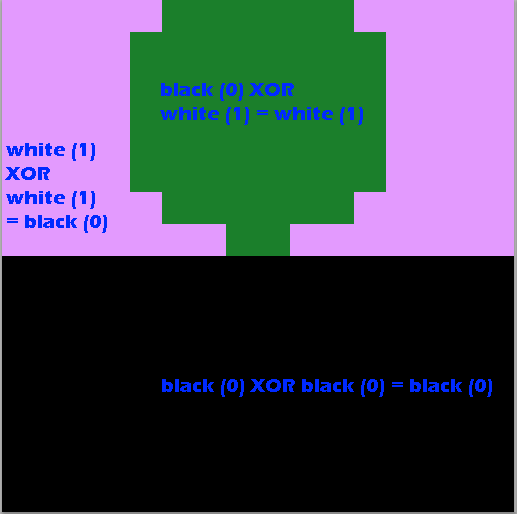 black (0) XOR
white (1) = white (1)
white (1)
XOR
white (1)
= black (0)
black (0) XOR black (0) = black (0)